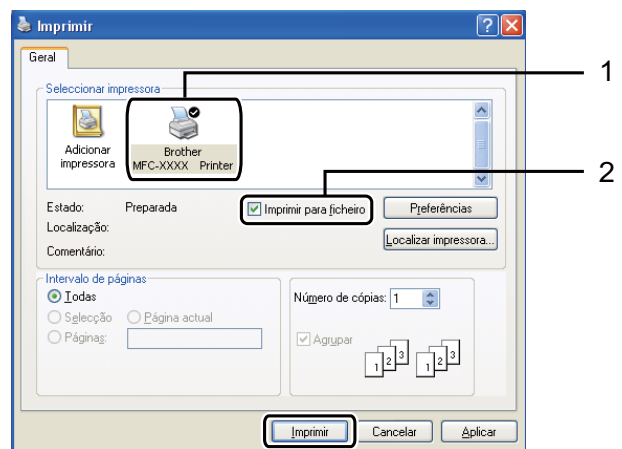 Imprimir
Geral
1
Seleccionar impressora
Adicionar impressora
Brother MFC-XXXX Printer
2
Estado: Preparada
Imprimir para ficheiro
Preferências
Localização:
Localizar impressora...
Comentário:
Intervalo de páginas
Todas
Selecção Página actual
Páginas:
Número de cópias: 1
Agrupar
1 2 3 1 2 3
Imprimir Cancelar Aplicar